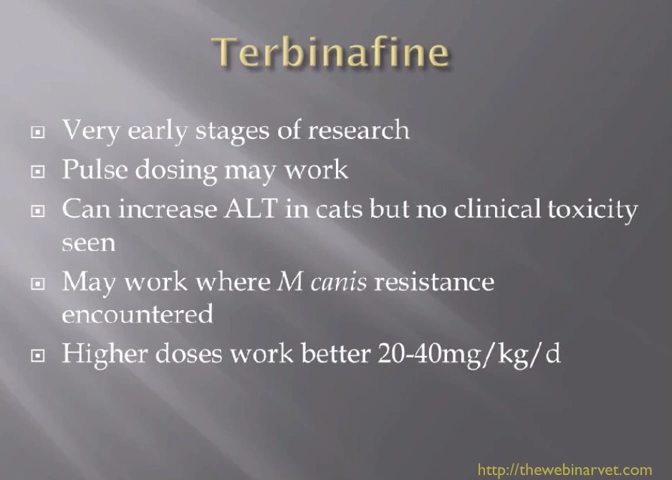 Terbinafine
Very early stages of research
Pulse dosing may work
Can increase ALT in cats but no clinical toxicity
seen
May work where M canis resistance
encountered
Higher doses work better 20-40mg/kg/d
http://thewebinarvet.com